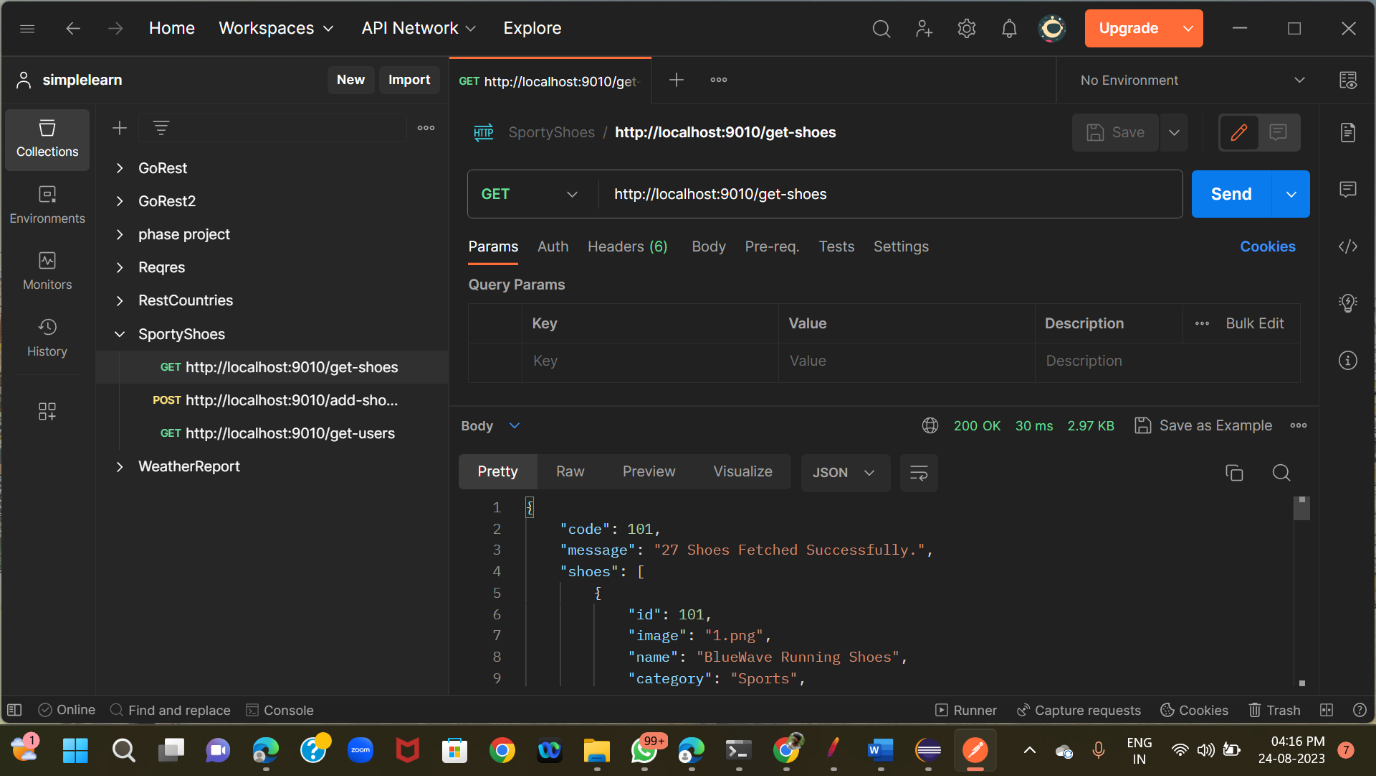 Home Workspaces API Network Explore Upgrade
simplelearn New Import GET http://localhost:9010/get- No Environment
Collections
Environments
Monitors
History
GoRest
GoRest2
phase project
Reqres
RestCountries
SportyShoes
GET http://localhost:9010/get-shoes
POST http://localhost:9010/add-sho...
GET http://localhost:9010/get-users
WeatherReport
HTTP SportyShoes / http://localhost:9010/get-shoes Save
GET http://localhost:9010/get-shoes Send
Params Auth Headers (6) Body Pre-req. Tests Settings Cookies
Query Params
Key Value Description Bulk Edit
Key Value Description
Body 200 OK 30 ms 2.97 KB Save as Example
Pretty Raw Preview Visualize JSON
1 {
2 "code": 101,
3 "message": "27 Shoes Fetched Successfully.",
4 "shoes": [
5 {
6 "id": 101,
7 "image": "1.png",
8 "name": "BlueWave Running Shoes",
9 "category": "Sports",
Online Find and replace Console Runner Capture requests Cookies Trash
1 zoom 99+ W ENG 04:16 PM 7
IN 24-08-2023